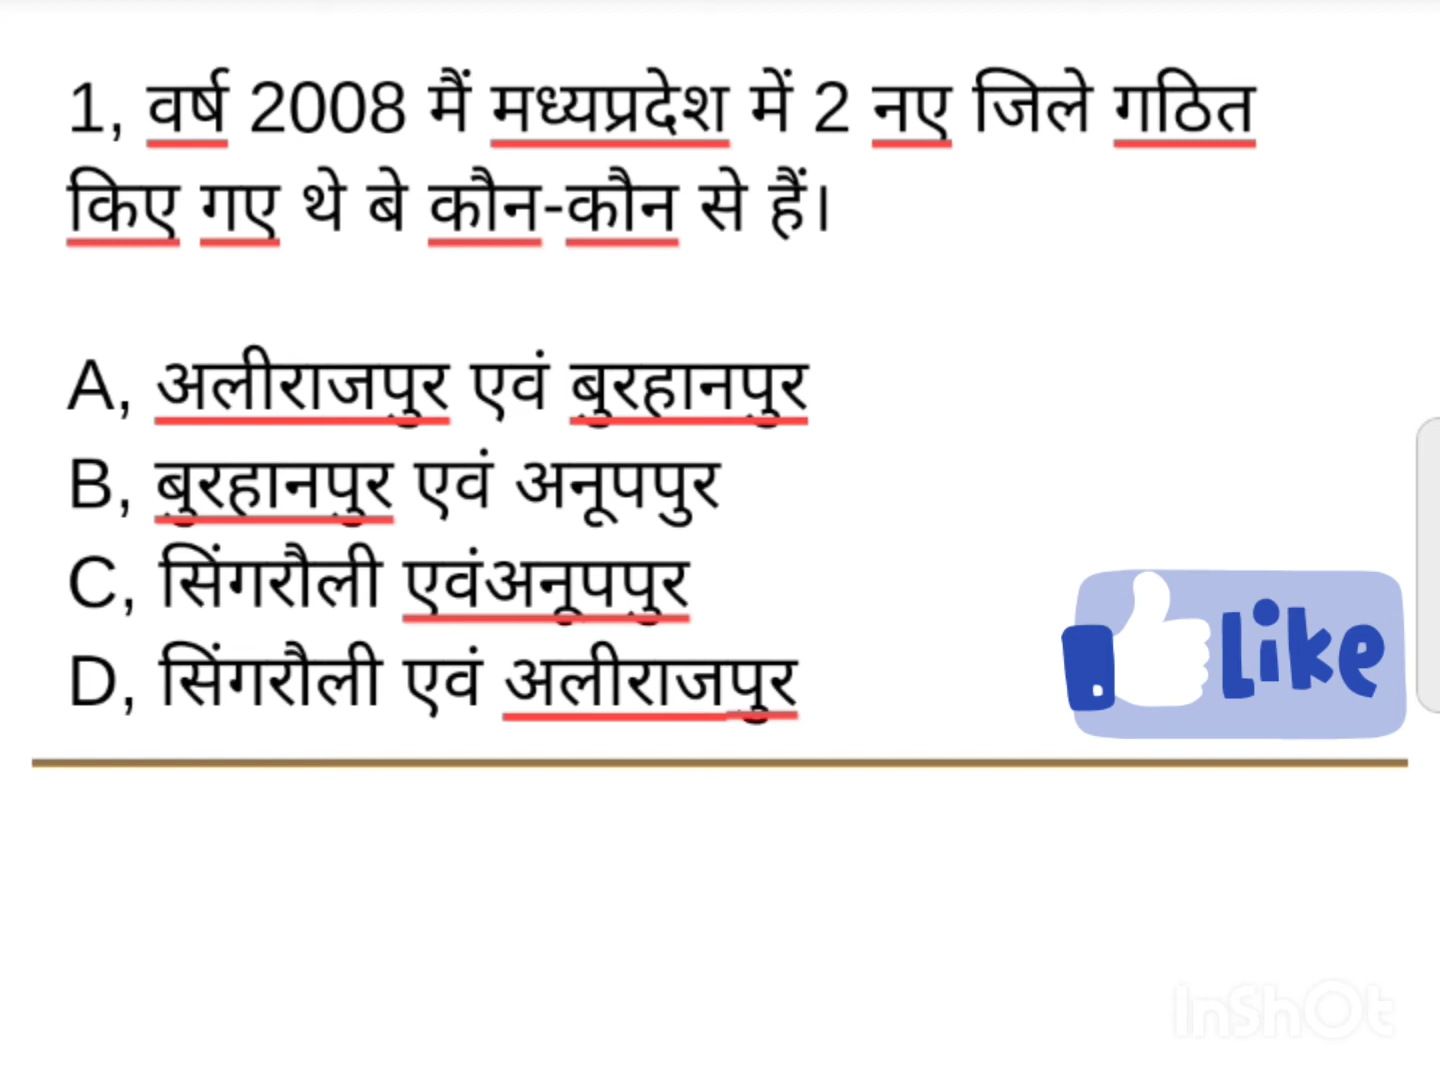 1, वर्ष 2008 मैं मध्यप्रदेश में 2 नए जिले गठित
किए गए थे बे कौन-कौन से हैं।
A, अलीराजपुर एवं बुरहानपुर
B, बुरहानपुर एवं अनूपपुर
C, सिंगरौली एवंअनूपपुर
D, सिंगरौली एवं अलीराजपुर
Like
InShOt